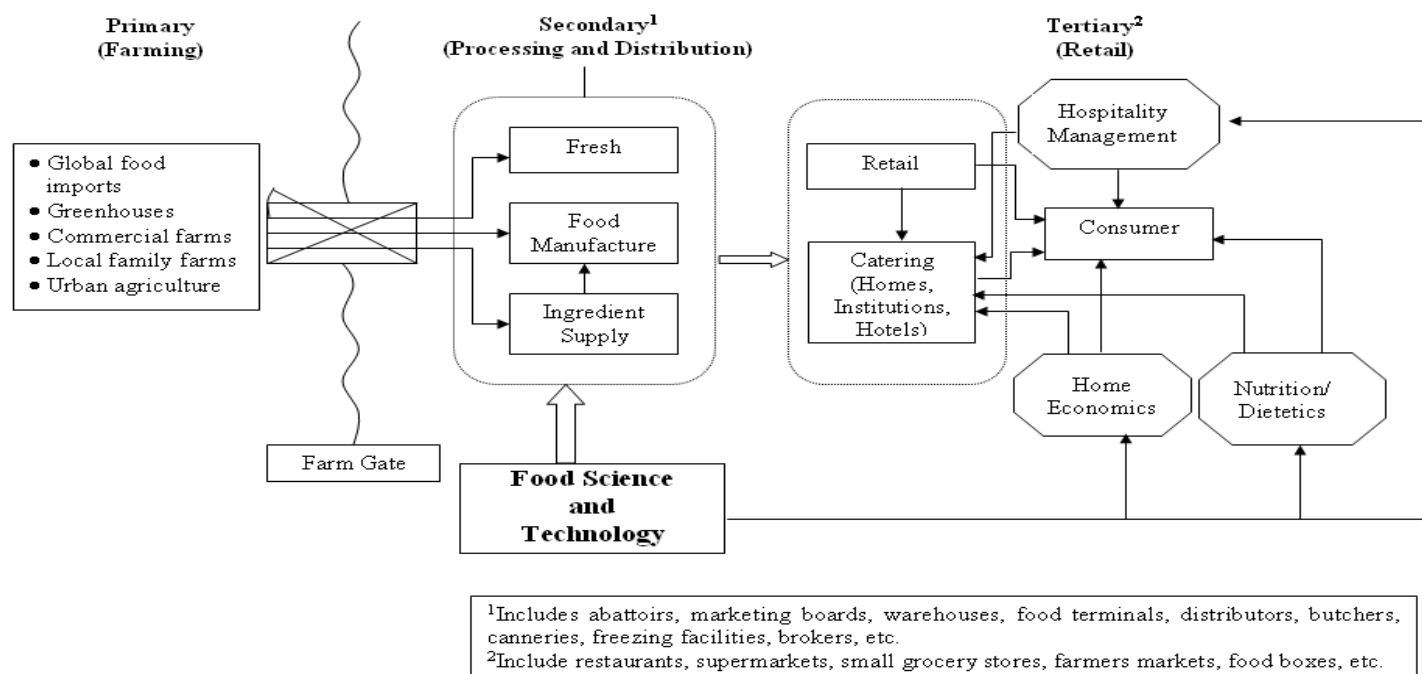 Primary
(Farming)
Secondary¹
(Processing and Distribution)
Tertiary²
(Retail)
• Global food
imports
• Greenhouses
• Commercial farms
• Local family farms
• Urban agriculture
Farm Gate
Fresh
Food
Manufacture
Ingredient
Supply
Food Science
and
Technology
Retail
Catering
(Homes,
Institutions,
Hotels)
Hospitality
Management
Consumer
Home
Economics
Nutrition/
Dietetics
¹Includes abattoirs, marketing boards, warehouses, food terminals, distributors, butchers,
canneries, freezing facilities, brokers, etc.
²Include restaurants, supermarkets, small grocery stores, farmers markets, food boxes, etc.